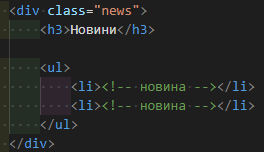 <div class="news">
<h3>Новини</h3>
<ul>
<li><!-- новина --></li>
<li><!-- новина --></li>
</ul>
</div>